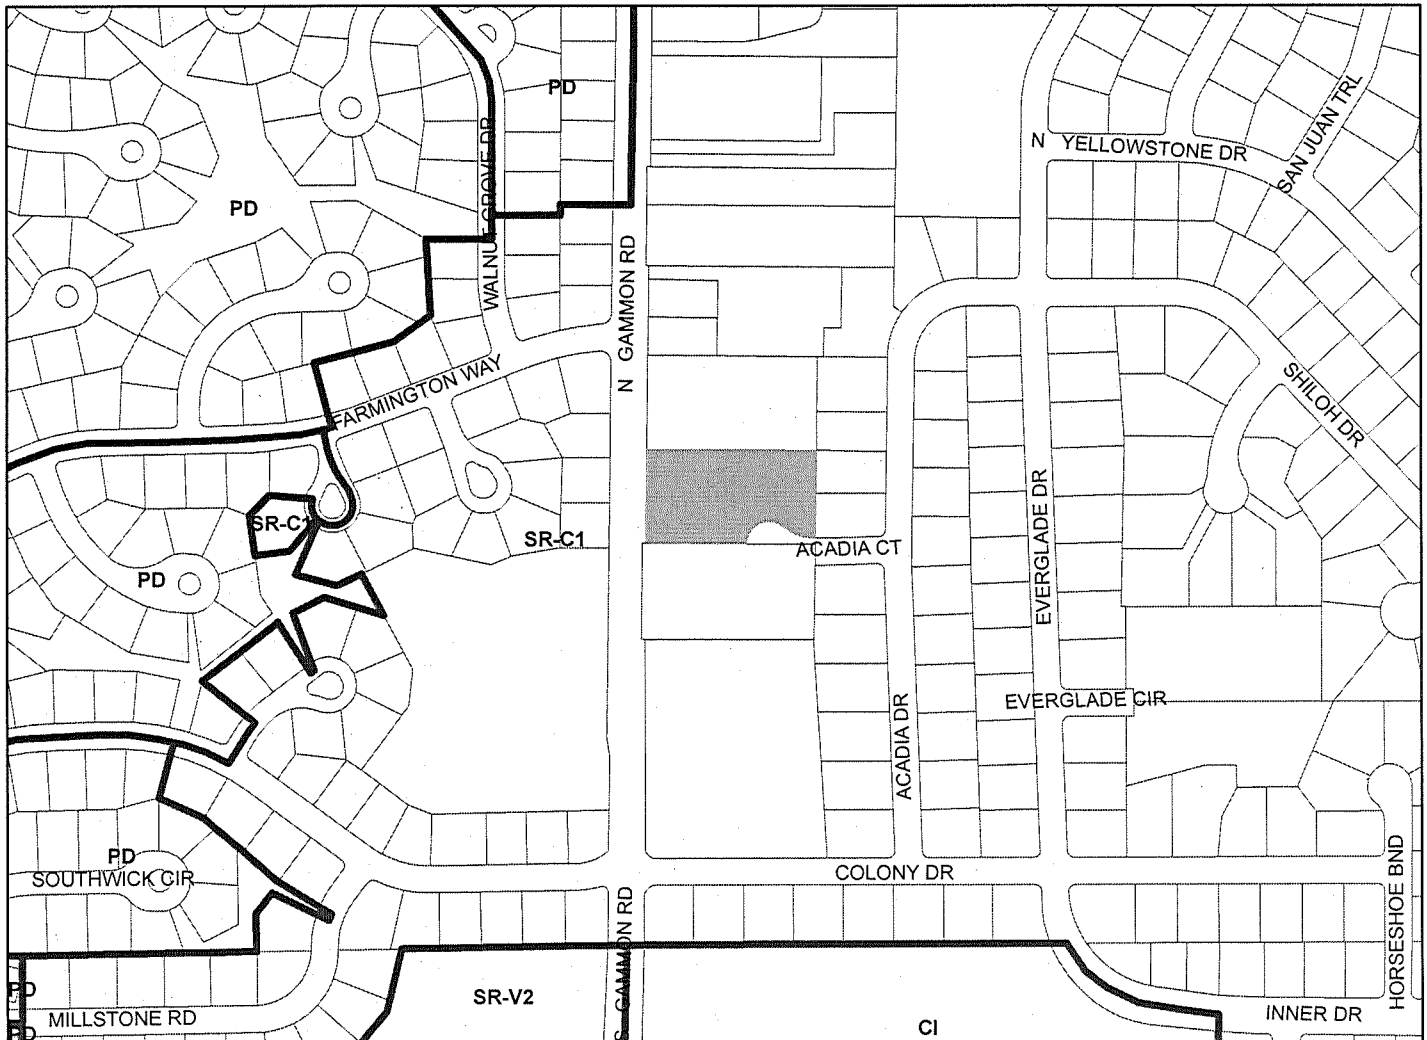 PD
WALNUT GROVE DR
N YELLOWSTONE DR
SAN JUAN TRL
PD
N GAMMON RD
FARMINGTON WAY
SHILOH DR
SR-C1
SR-C1
ACADIA CT
EVERGLADE DR
PD
EVERGLADE CIR
ACADIA DR
PD
SOUTHWICK CIR
COLONY DR
HORSESHOE BND
S GAMMON RD
PD
SR-V2
MILLSTONE RD
INNER DR
CI
PD